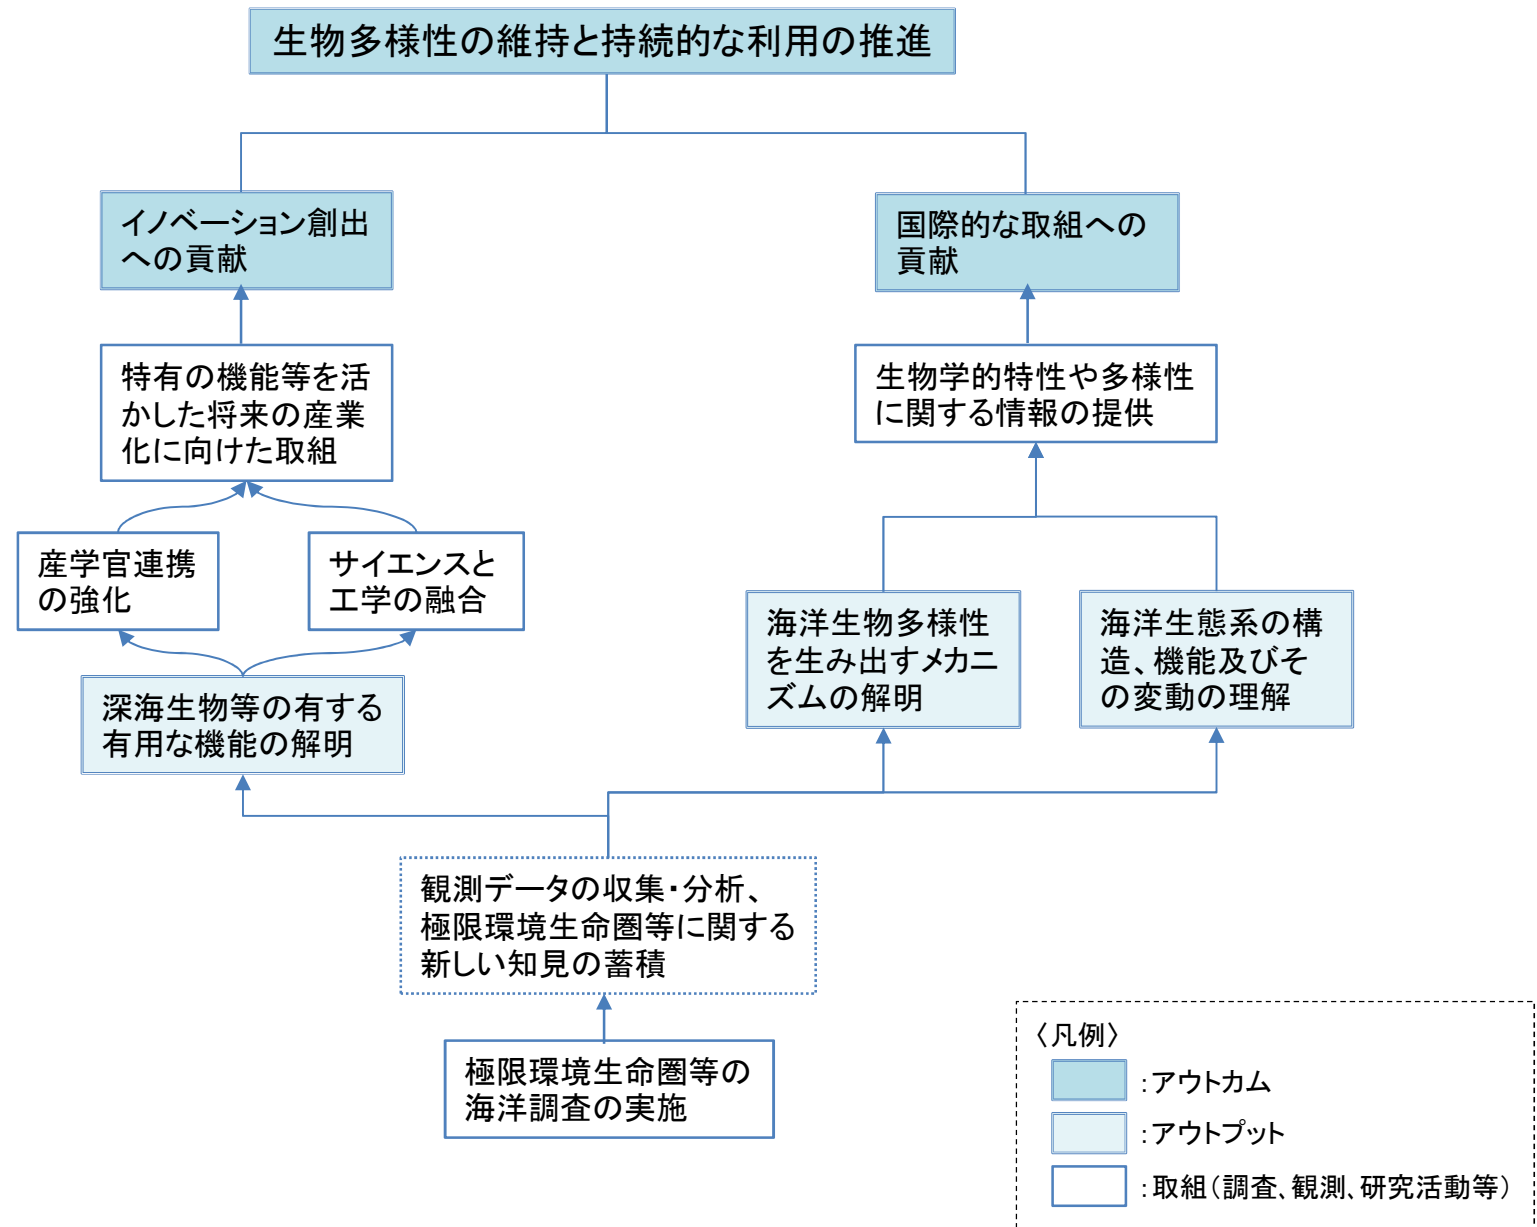 生物多様性の維持と持続的な利用の推進
イノベーション創出
への貢献
国際的な取組への
貢献
特有の機能等を活
かした将来の産業
化に向けた取組
生物学的特性や多様性
に関する情報の提供
産学官連携
の強化
サイエンスと
工学の融合
海洋生物多様性
を生み出すメカニ
ズムの解明
海洋生態系の構
造、機能及びそ
の変動の理解
深海生物等の有する
有用な機能の解明
観測データの収集・分析、
極限環境生命圏等に関する
新しい知見の蓄積
極限環境生命圏等の
海洋調査の実施
〈凡例〉
：アウトカム
：アウトプット
：取組（調査、観測、研究活動等）